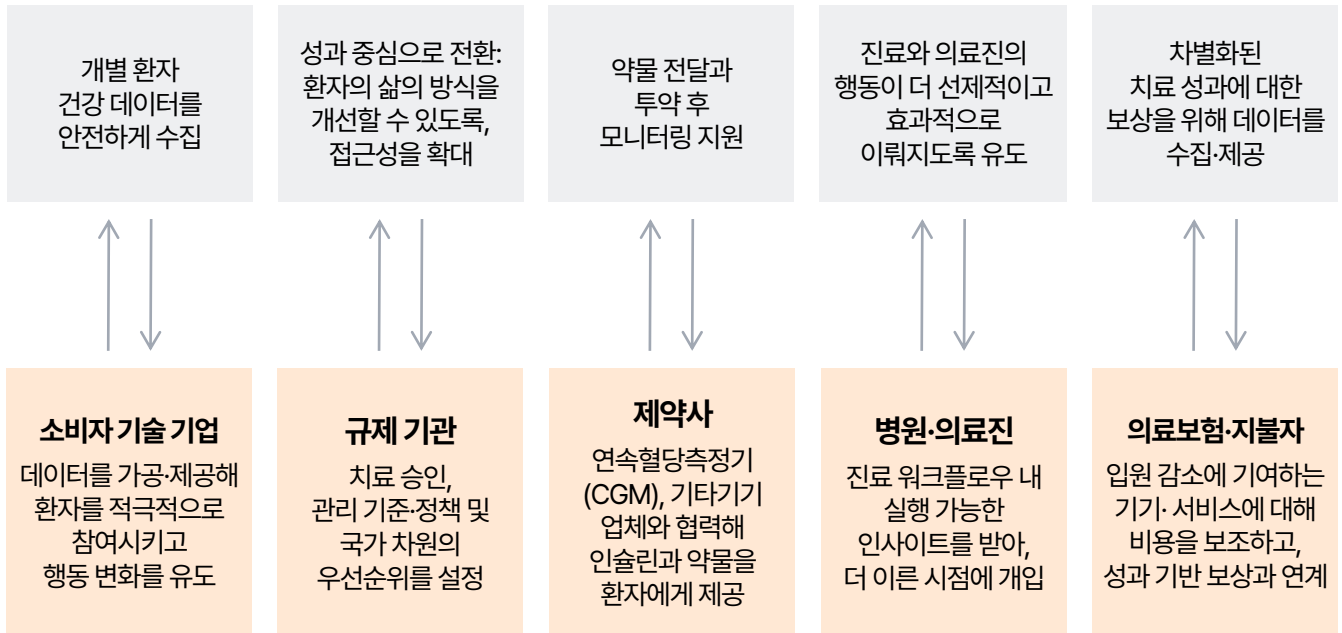 개별 환자
건강 데이터를
안전하게 수집
성과 중심으로 전환:
환자의 삶의 방식을
개선할 수 있도록,
접근성을 확대
약물 전달과
투약 후
모니터링 지원
진료와 의료진의
행동이 더 선제적이고
효과적으로
이뤄지도록 유도
차별화된
치료 성과에 대한
보상을 위해 데이터를
수집·제공
소비자 기술 기업
데이터를 가공·제공해
환자를 적극적으로
참여시키고
행동 변화를 유도
규제 기관
치료 승인,
관리 기준·정책 및
국가 차원의
우선순위를 설정
제약사
연속혈당측정기
(CGM), 기타기기
업체와 협력해
인슐린과 약물을
환자에게 제공
병원·의료진
진료 워크플로우 내
실행 가능한
인사이트를 받아,
더 이른 시점에 개입
의료보험·지불자
입원 감소에 기여하는
기기· 서비스에 대해
비용을 보조하고,
성과 기반 보상과 연계